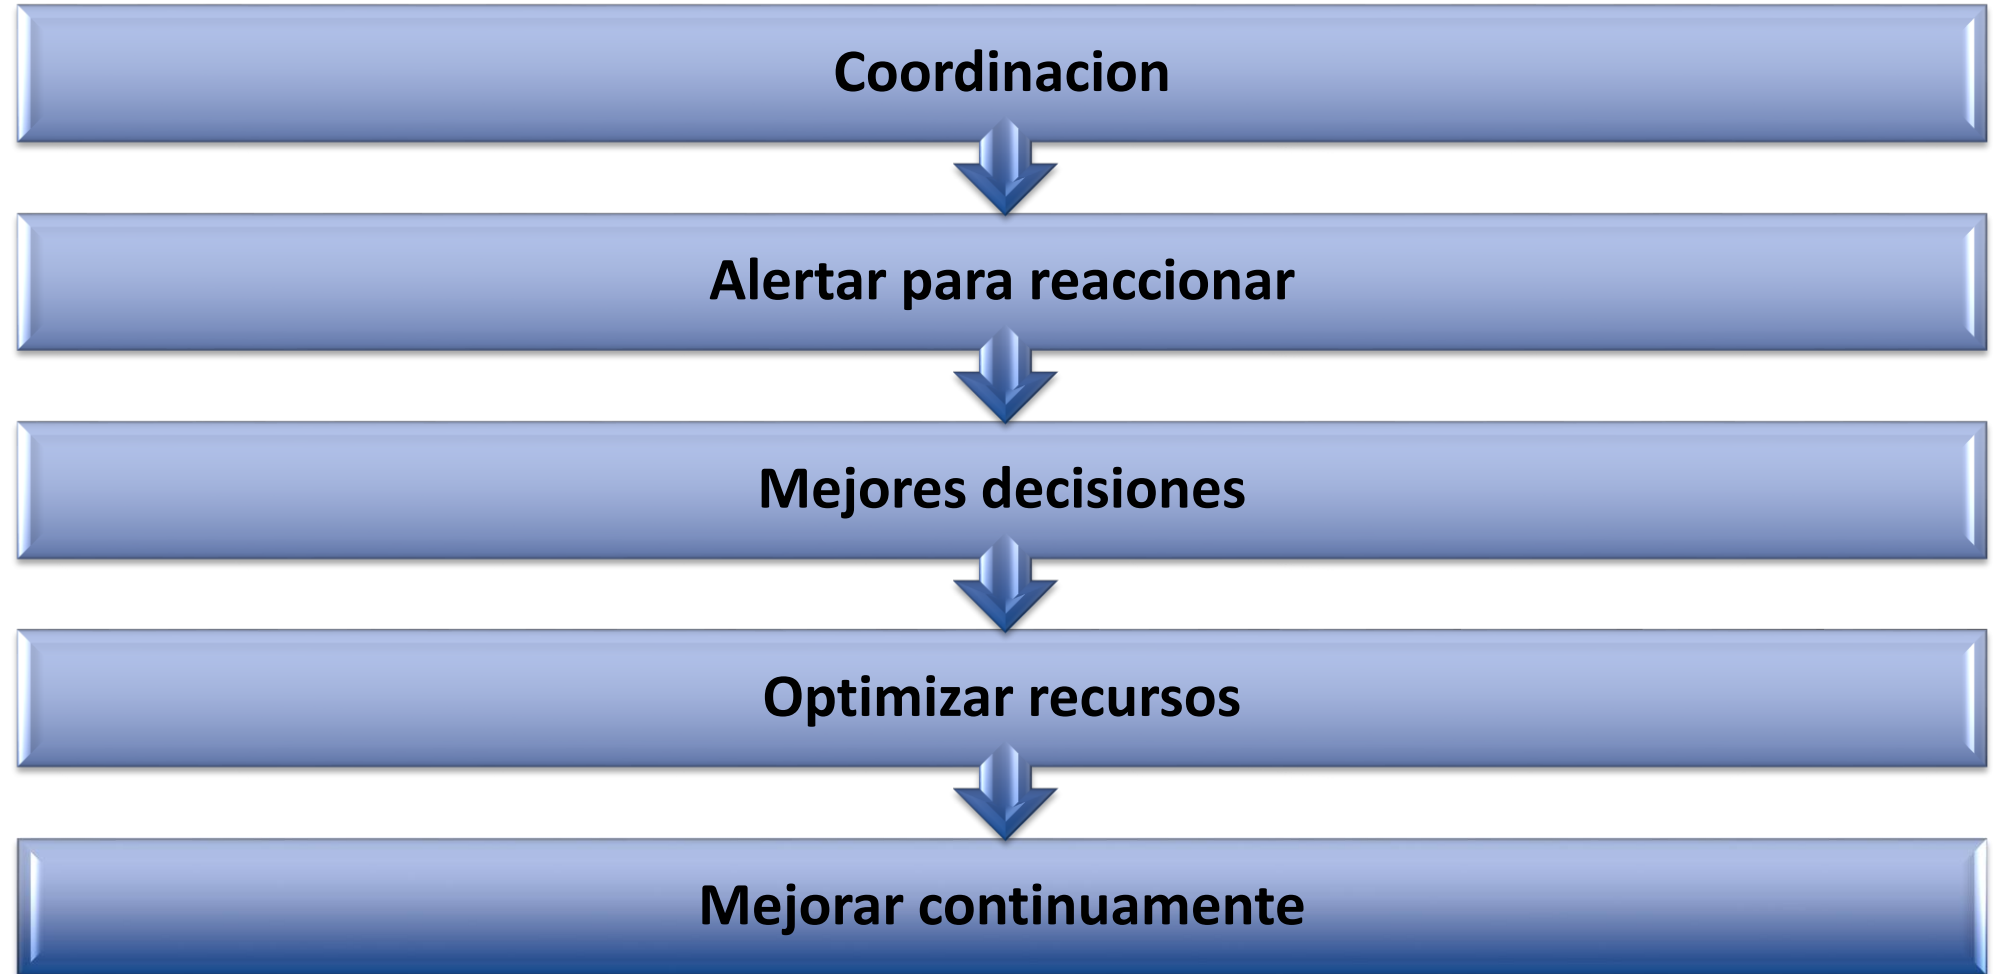 Coordinacion
Alertar para reaccionar
Mejores decisiones
Optimizar recursos
Mejorar continuamente